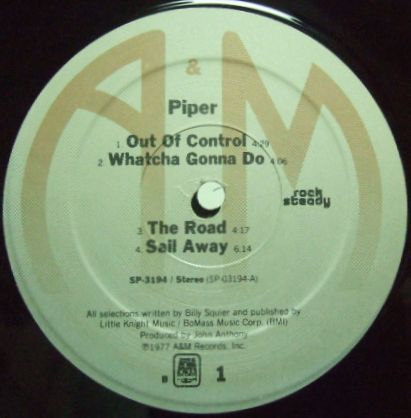 A&M
Piper
1. Out Of Control 4:29
2. Whatcha Gonna Do 4:06
rock steady
3. The Road 4:17
4. Sail Away 6:14
SP-3194 / Stereo (SP-G3194-A)
All selections written by Billy Squier and published by
Little Knight Music / BoMass Music Corp. (BMI)
Produced by John Anthony
℗1977 A&M Records, Inc.
1